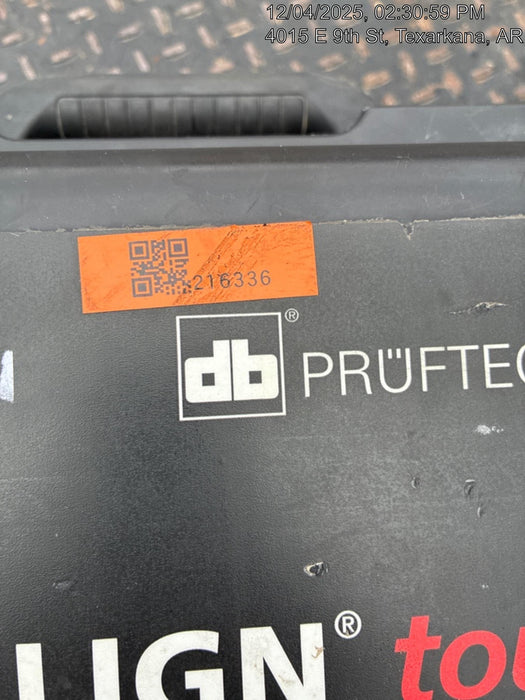 12/04/2025, 02:30:59 PM
4015 E 9th St, Texarkana, AR
216336
db®
PRÜFTEC
LIGN® tou